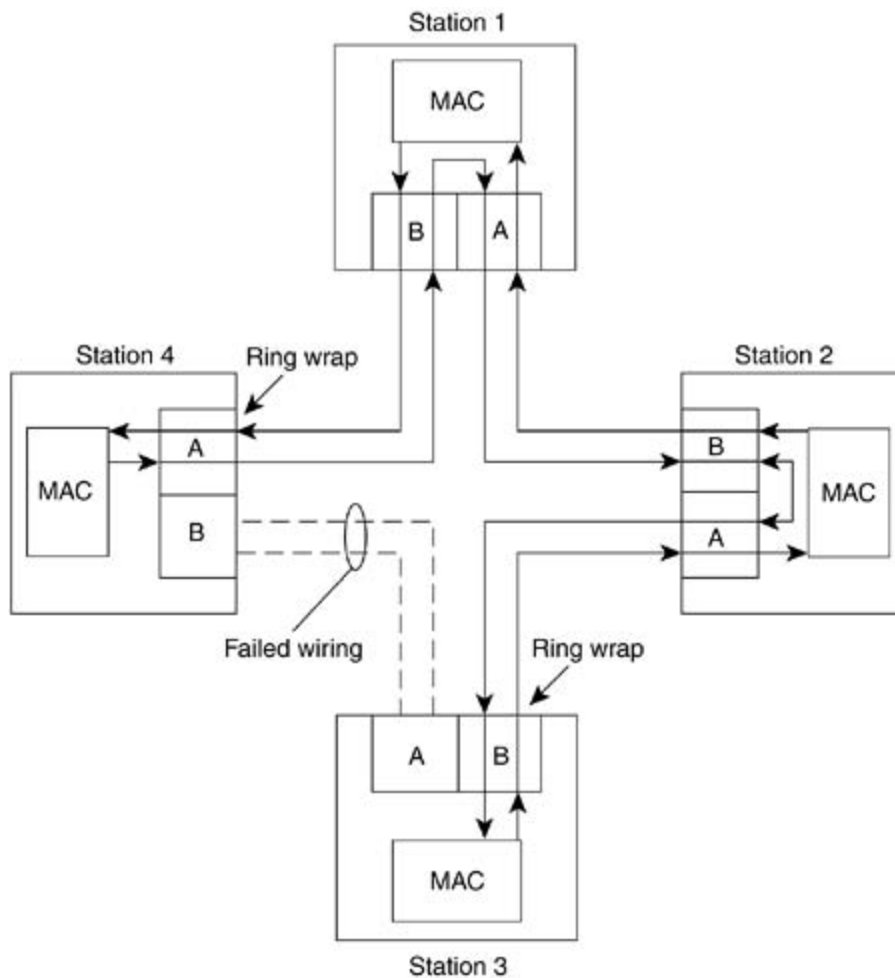 Station 1
MAC
B A
Station 4
Ring wrap
Station 2
A
MAC
B
B
MAC
A
Failed wiring
Ring wrap
A B
MAC
Station 3